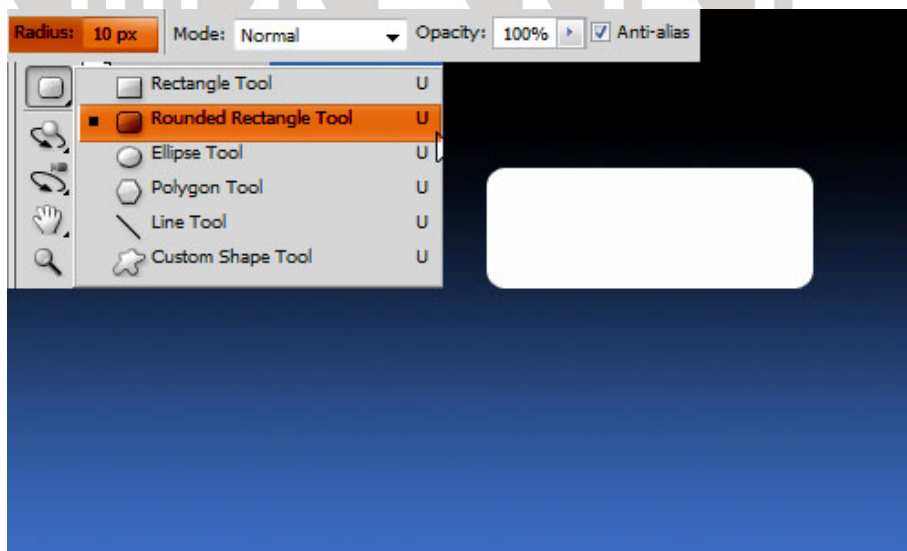 Radius: 10 px Mode: Normal Opacity: 100% Anti-alias
Rectangle Tool U
Rounded Rectangle Tool U
Ellipse Tool U
Polygon Tool U
Line Tool U
Custom Shape Tool U